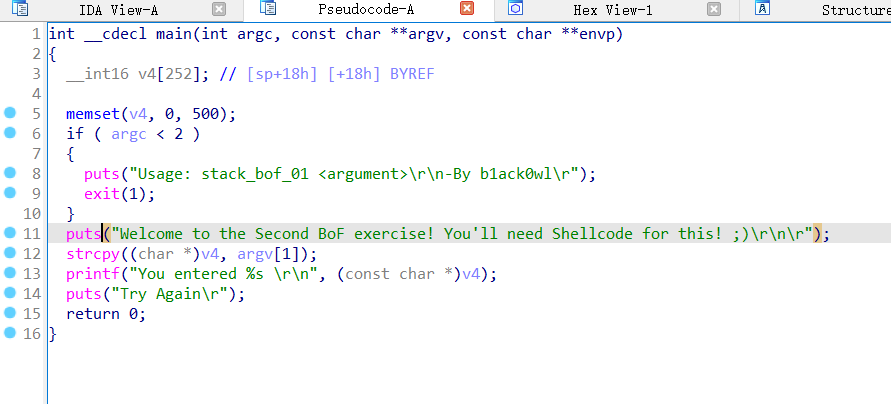 IDA View-A Pseudocode-A Hex View-1 Structure
1 int __cdecl main(int argc, const char **argv, const char **envp)
2 {
3 __int16 v4[252]; // [sp+18h] [+18h] BYREF
4
5 memset(v4, 0, 500);
6 if ( argc < 2 )
7 {
8 puts("Usage: stack_bof_01 <argument>\r\n-By b1ack0wl\r");
9 exit(1);
10 }
11 puts("Welcome to the Second BoF exercise! You'll need Shellcode for this! ;)\r\n\r");
12 strcpy((char *)v4, argv[1]);
13 printf("You entered %s \r\n", (const char *)v4);
14 puts("Try Again\r");
15 return 0;
16 }